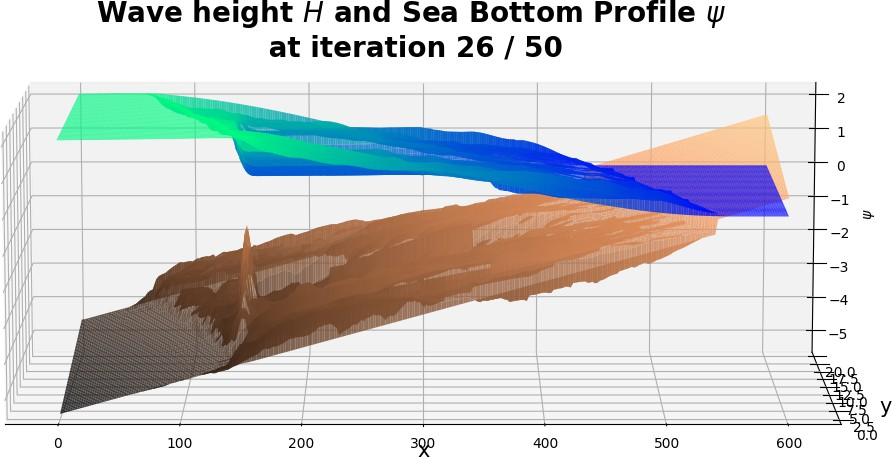 Wave height H and Sea Bottom Profile ψ
at iteration 26 / 50
2
1
0
−1
−2
−3
−4
−5
ψ
20.0
17.5
15.0
12.5
10.0
7.5
5.0
2.5
0.0
y
0 100 200 300 400 500 600
x